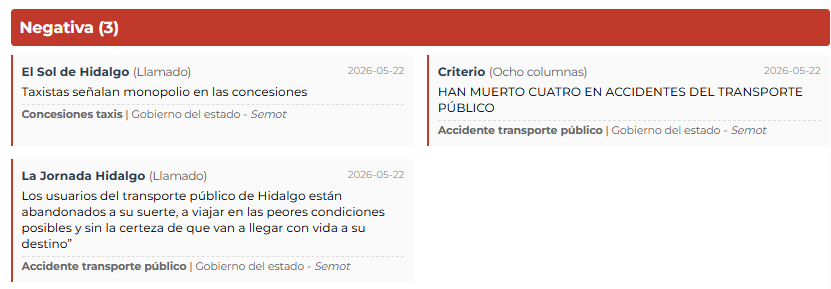 Negativa (3)
El Sol de Hidalgo (Llamado) 2026-05-22
Taxistas señalan monopolio en las concesiones
Concesiones taxis | Gobierno del estado - Semot
Criterio (Ocho columnas) 2026-05-22
HAN MUERTO CUATRO EN ACCIDENTES DEL TRANSPORTE
PÚBLICO
Accidente transporte público | Gobierno del estado - Semot
La Jornada Hidalgo (Llamado) 2026-05-22
Los usuarios del transporte público de Hidalgo están
abandonados a su suerte, a viajar en las peores condiciones
posibles y sin la certeza de que van a llegar con vida a su
destino”
Accidente transporte público | Gobierno del estado - Semot